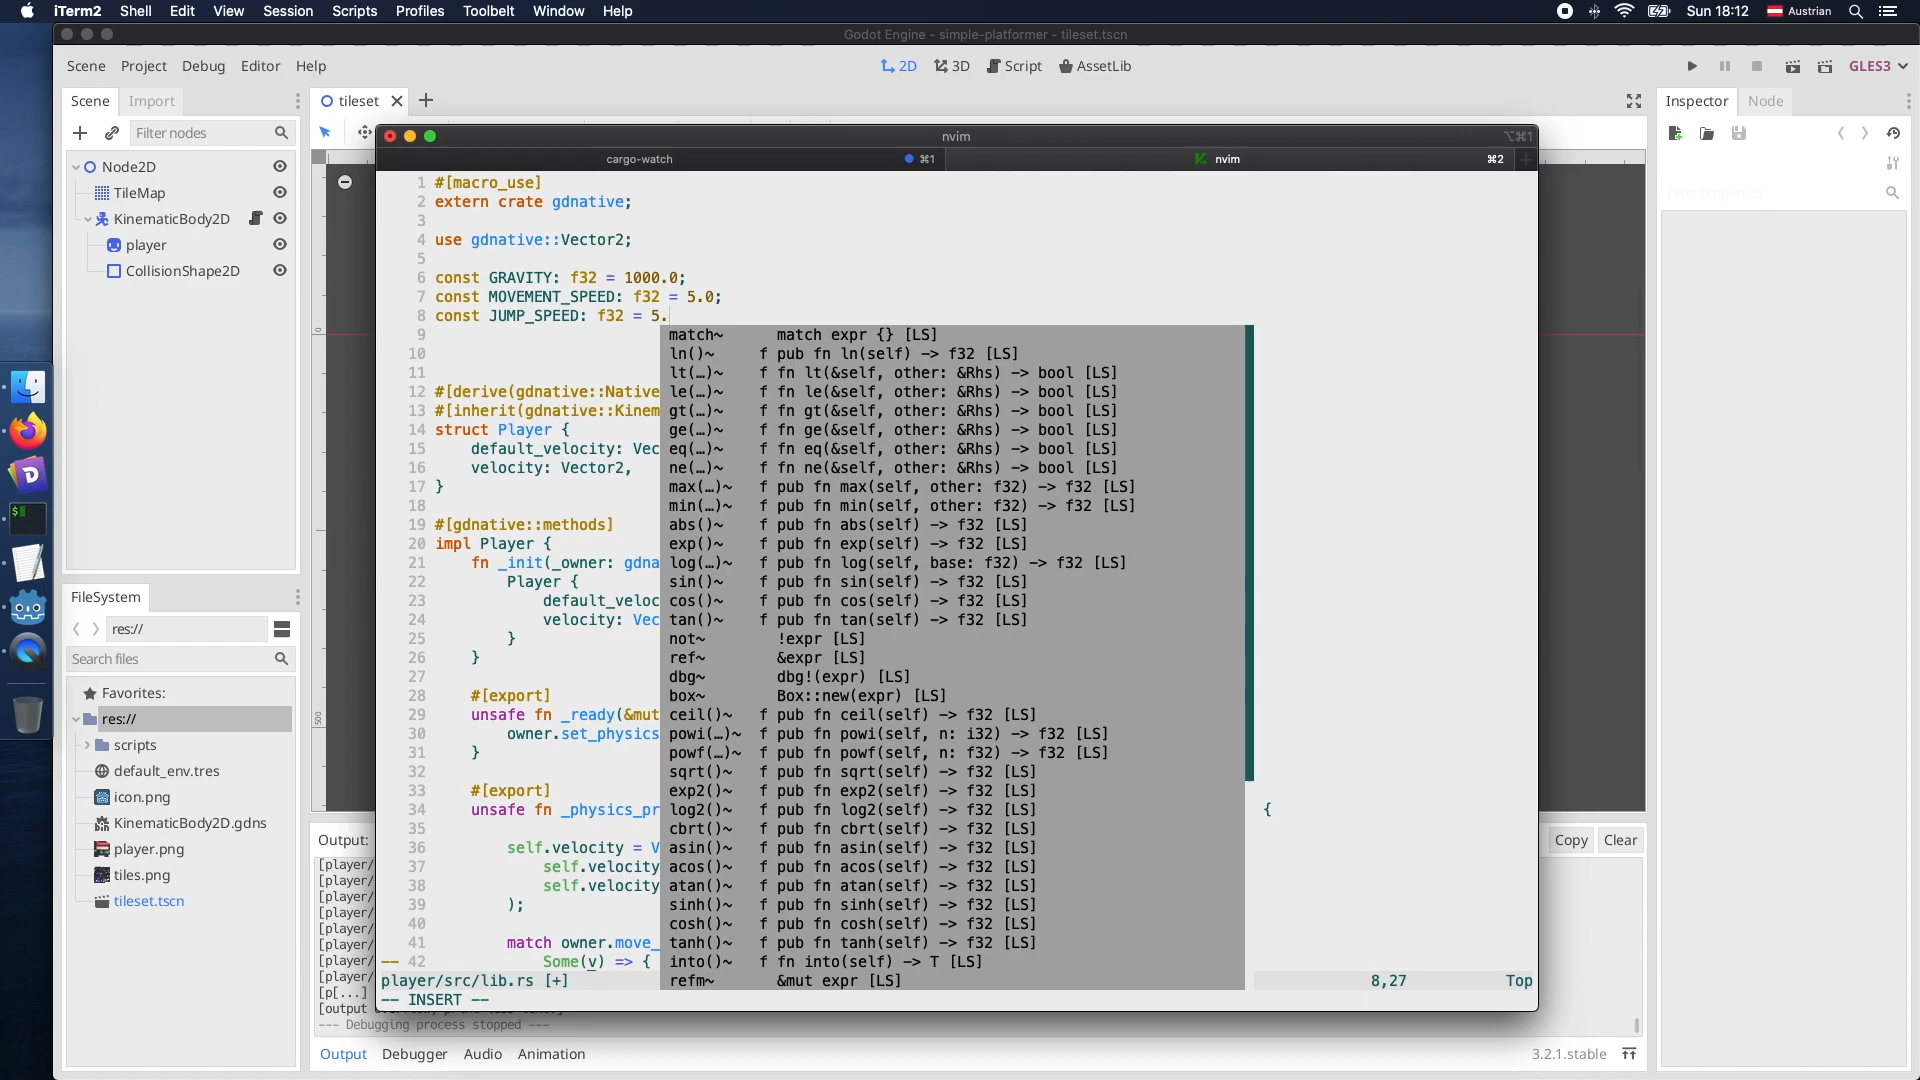 iTerm2 Shell Edit View Session Scripts Profiles Toolbelt Window Help Sun 18:12 Austrian
Godot Engine - simple-platformer - tileset.tscn
Scene Project Debug Editor Help 2D 3D Script AssetLib GLES3
Scene Import tileset Inspector Node
Filter nodes
Node2D
TileMap
KinematicBody2D
player
CollisionShape2D
Filter properties
nvim ⌥⌘1
cargo-watch ⌘1 nvim ⌘2
1 #[macro_use]
2 extern crate gdnative;
3
4 use gdnative::Vector2;
5
6 const GRAVITY: f32 = 1000.0;
7 const MOVEMENT_SPEED: f32 = 5.0;
8 const JUMP_SPEED: f32 = 5.
9 match~ match expr {} [LS]
10 ln()~ f pub fn ln(self) -> f32 [LS]
11 lt(…)~ f fn lt(&self, other: &Rhs) -> bool [LS]
12 #[derive(gdnative::Native le(…)~ f fn le(&self, other: &Rhs) -> bool [LS]
13 #[inherit(gdnative::Kinem gt(…)~ f fn gt(&self, other: &Rhs) -> bool [LS]
14 struct Player { ge(…)~ f fn ge(&self, other: &Rhs) -> bool [LS]
15 default_velocity: Vec eq(…)~ f fn eq(&self, other: &Rhs) -> bool [LS]
16 velocity: Vector2, ne(…)~ f fn ne(&self, other: &Rhs) -> bool [LS]
17 } max(…)~ f pub fn max(self, other: f32) -> f32 [LS]
18 min(…)~ f pub fn min(self, other: f32) -> f32 [LS]
19 #[gdnative::methods] abs()~ f pub fn abs(self) -> f32 [LS]
20 impl Player { exp()~ f pub fn exp(self) -> f32 [LS]
21 fn _init(_owner: gdna log(…)~ f pub fn log(self, base: f32) -> f32 [LS]
22 Player { sin()~ f pub fn sin(self) -> f32 [LS]
23 default_veloc cos()~ f pub fn cos(self) -> f32 [LS]
24 velocity: Vec tan()~ f pub fn tan(self) -> f32 [LS]
25 } not~ !expr [LS]
26 } ref~ &expr [LS]
27 dbg~ dbg!(expr) [LS]
28 #[export] box~ Box::new(expr) [LS]
29 unsafe fn _ready(&mut ceil()~ f pub fn ceil(self) -> f32 [LS]
30 owner.set_physics powi(…)~ f pub fn powi(self, n: i32) -> f32 [LS]
31 } powf(…)~ f pub fn powf(self, n: f32) -> f32 [LS]
32 sqrt()~ f pub fn sqrt(self) -> f32 [LS]
33 #[export] exp2()~ f pub fn exp2(self) -> f32 [LS]
34 unsafe fn _physics_pr log2()~ f pub fn log2(self) -> f32 [LS] {
35 cbrt()~ f pub fn cbrt(self) -> f32 [LS]
36 self.velocity = V asin()~ f pub fn asin(self) -> f32 [LS]
37 self.velocity acos()~ f pub fn acos(self) -> f32 [LS]
38 self.velocity atan()~ f pub fn atan(self) -> f32 [LS]
39 ); sinh()~ f pub fn sinh(self) -> f32 [LS]
40 cosh()~ f pub fn cosh(self) -> f32 [LS]
41 match owner.move_ tanh()~ f pub fn tanh(self) -> f32 [LS]
-- 42 Some(v) => { into()~ f fn into(self) -> T [LS]
player/src/lib.rs [+] refm~ &mut expr [LS] 8,27 Top
-- INSERT --
0
500
FileSystem
res://
Search files
Favorites:
res://
scripts
default_env.tres
icon.png
KinematicBody2D.gdns
player.png
tiles.png
tileset.tscn
Output: Copy Clear
[player/
[player/
[player/
[player/
[player/
[player/
[player/
[player/
[p[...]
[output
--- Debugging process stopped ---
Output Debugger Audio Animation 3.2.1.stable